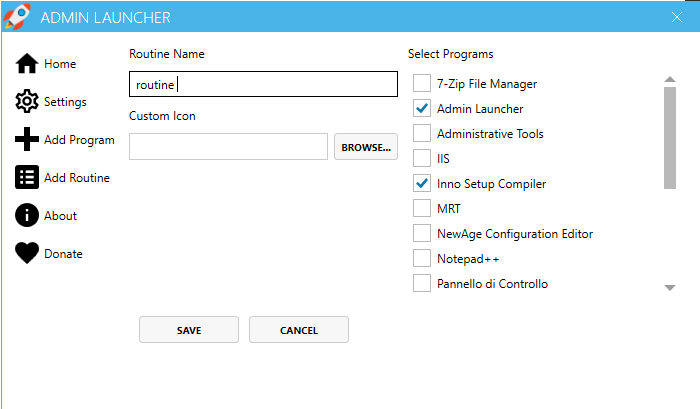 ADMIN LAUNCHER
Home
Settings
Add Program
Add Routine
About
Donate
Routine Name
routine
Custom Icon
BROWSE...
SAVE
CANCEL
Select Programs
7-Zip File Manager
Admin Launcher
Administrative Tools
IIS
Inno Setup Compiler
MRT
NewAge Configuration Editor
Notepad++
Pannello di Controllo